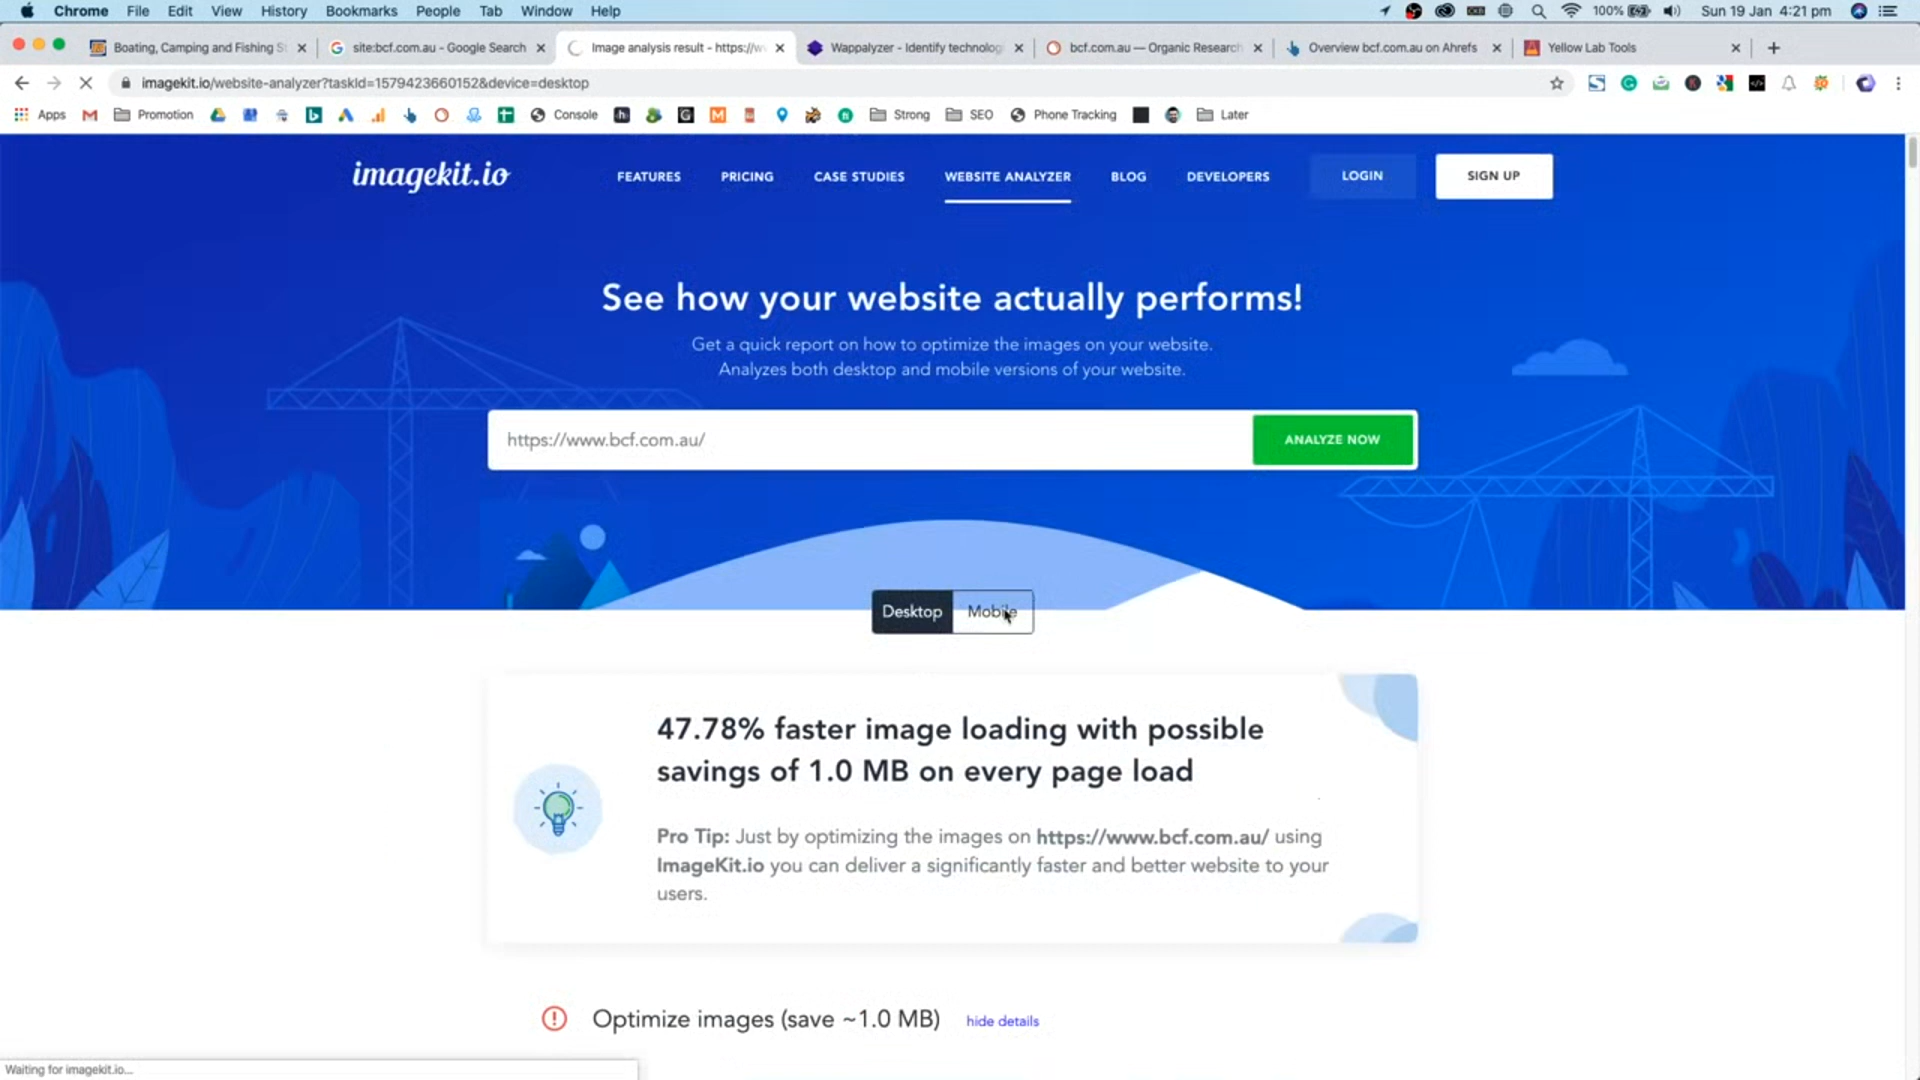 Chrome File Edit View History Bookmarks People Tab Window Help 100% Sun 19 Jan 4:21 pm
Boating, Camping and Fishing S site:bcf.com.au - Google Search Image analysis result - https://w Wappalyzer - Identify technolog bcf.com.au — Organic Research Overview bcf.com.au on Ahrefs Yellow Lab Tools
imagekit.io/website-analyzer?taskId=1579423660152&device=desktop
Apps Promotion Console Strong SEO Phone Tracking Later
imagekit.io FEATURES PRICING CASE STUDIES WEBSITE ANALYZER BLOG DEVELOPERS LOGIN SIGN UP
See how your website actually performs!
Get a quick report on how to optimize the images on your website.
Analyzes both desktop and mobile versions of your website.
https://www.bcf.com.au/ ANALYZE NOW
Desktop Mobile
47.78% faster image loading with possible
savings of 1.0 MB on every page load
Pro Tip: Just by optimizing the images on https://www.bcf.com.au/ using
ImageKit.io you can deliver a significantly faster and better website to your
users.
Optimize images (save ~1.0 MB) hide details
Waiting for imagekit.io...